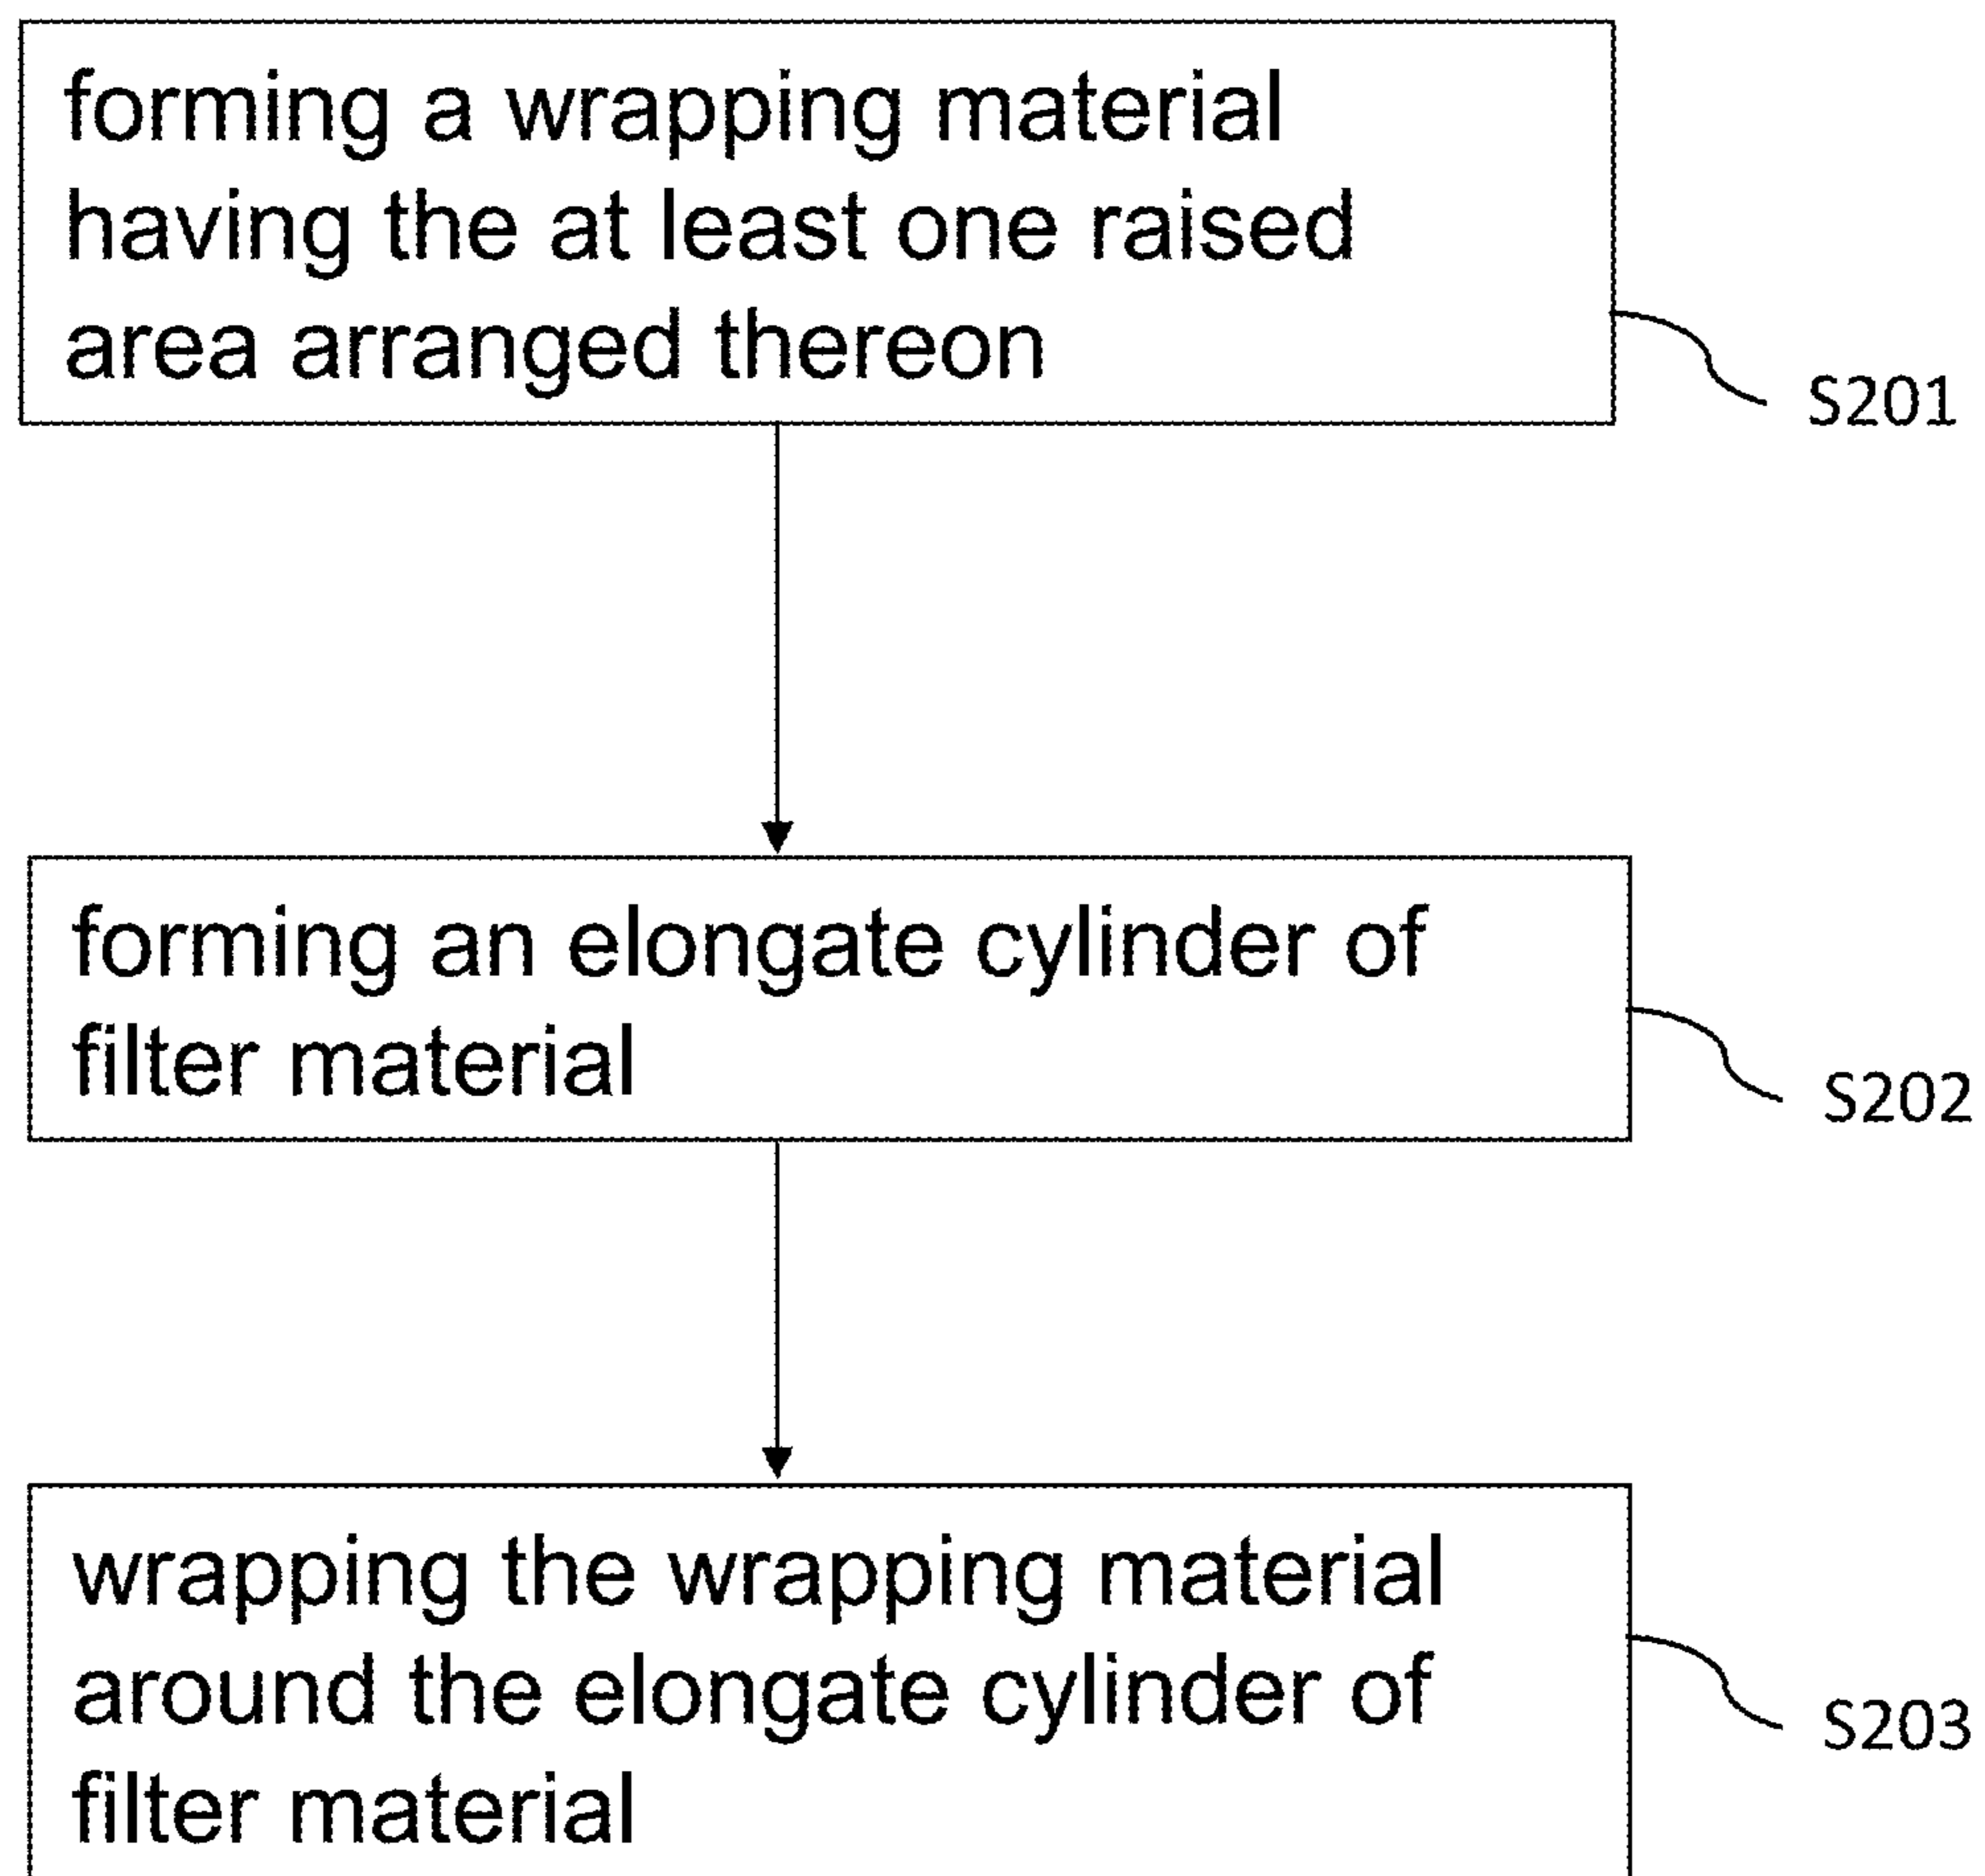 forming a wrapping material
having the at least one raised
area arranged thereon
S201
forming an elongate cylinder of
filter material
S202
wrapping the wrapping material
around the elongate cylinder of
filter material
S203